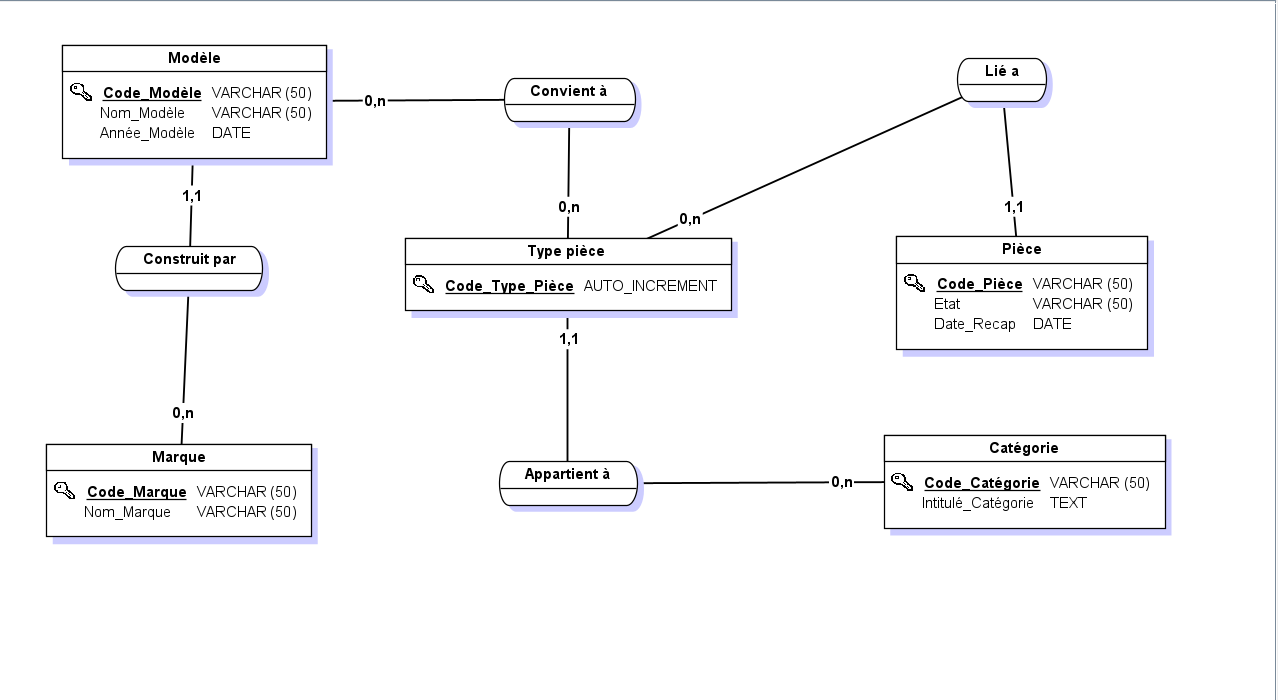 Modèle
Code_Modèle VARCHAR (50)
Nom_Modèle VARCHAR (50)
Année_Modèle DATE
0,n
Convient à
Lié a
1,1
0,n
0,n
1,1
Construit par
Type pièce
Code_Type_Pièce AUTO_INCREMENT
Pièce
Code_Pièce VARCHAR (50)
Etat VARCHAR (50)
Date_Recap DATE
1,1
0,n
Marque
Code_Marque VARCHAR (50)
Nom_Marque VARCHAR (50)
Appartient à
0,n
Catégorie
Code_Catégorie VARCHAR (50)
Intitulé_Catégorie TEXT